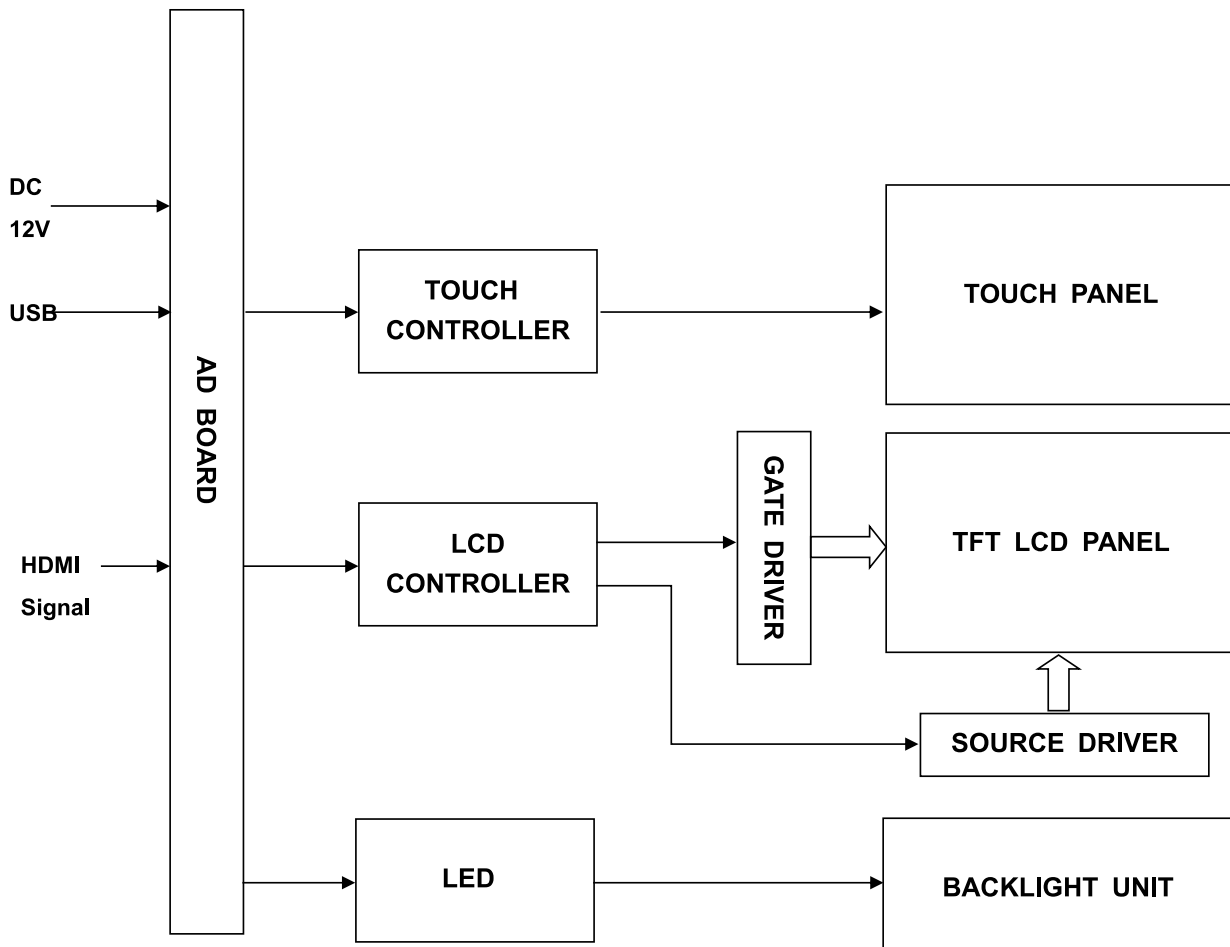 DC
12V
USB
HDMI
Signal
AD BOARD
TOUCH
CONTROLLER
TOUCH PANEL
LCD
CONTROLLER
GATE DRIVER
TFT LCD PANEL
SOURCE DRIVER
LED
BACKLIGHT UNIT